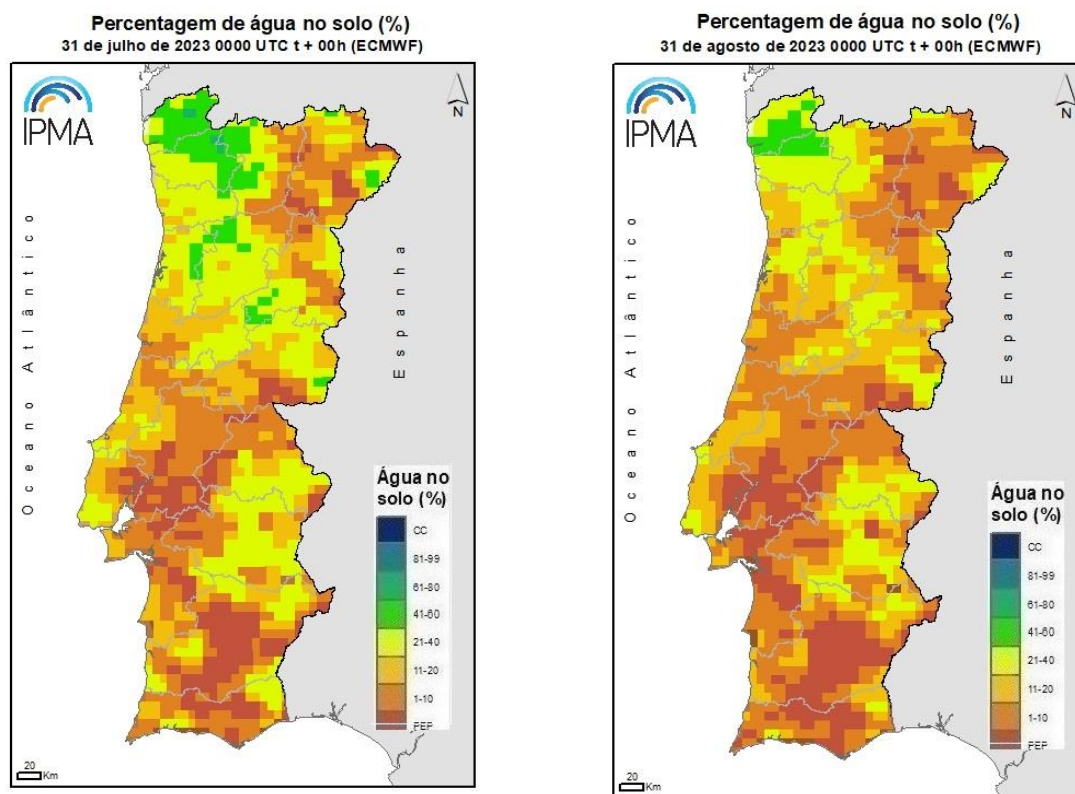 Percentagem de água no solo (%)
31 de julho de 2023 0000 UTC t + 00h (ECMWF)
IPMA
N
Oceano Atlântico
Espanha
Água no
solo (%)
CC
81-99
61-80
41-60
21-40
11-20
1-10
PEP
20
Km
Percentagem de água no solo (%)
31 de agosto de 2023 0000 UTC t + 00h (ECMWF)
IPMA
N
Oceano Atlântico
Espanha
Água no
solo (%)
CC
81-99
61-80
41-60
21-40
11-20
1-10
PEP
20
Km